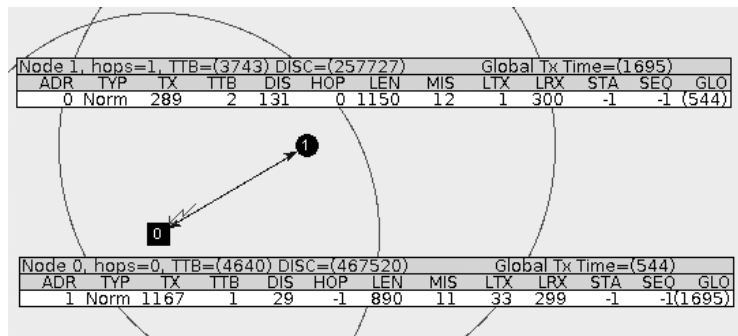 Node 1, hops=1, TTB=(3743) DISC=(257727) Global Tx Time=(1695)
ADR TYP TX TTB DIS HOP LEN MIS LTX LRX STA SEQ GLO
0 Norm 289 2 131 0 1150 12 1 300 -1 -1 (544)
1
0
Node 0, hops=0, TTB=(4640) DISC=(467520) Global Tx Time=(544)
ADR TYP TX TTB DIS HOP LEN MIS LTX LRX STA SEQ GLO
1 Norm 1167 1 29 -1 890 11 33 299 -1 -1(1695)